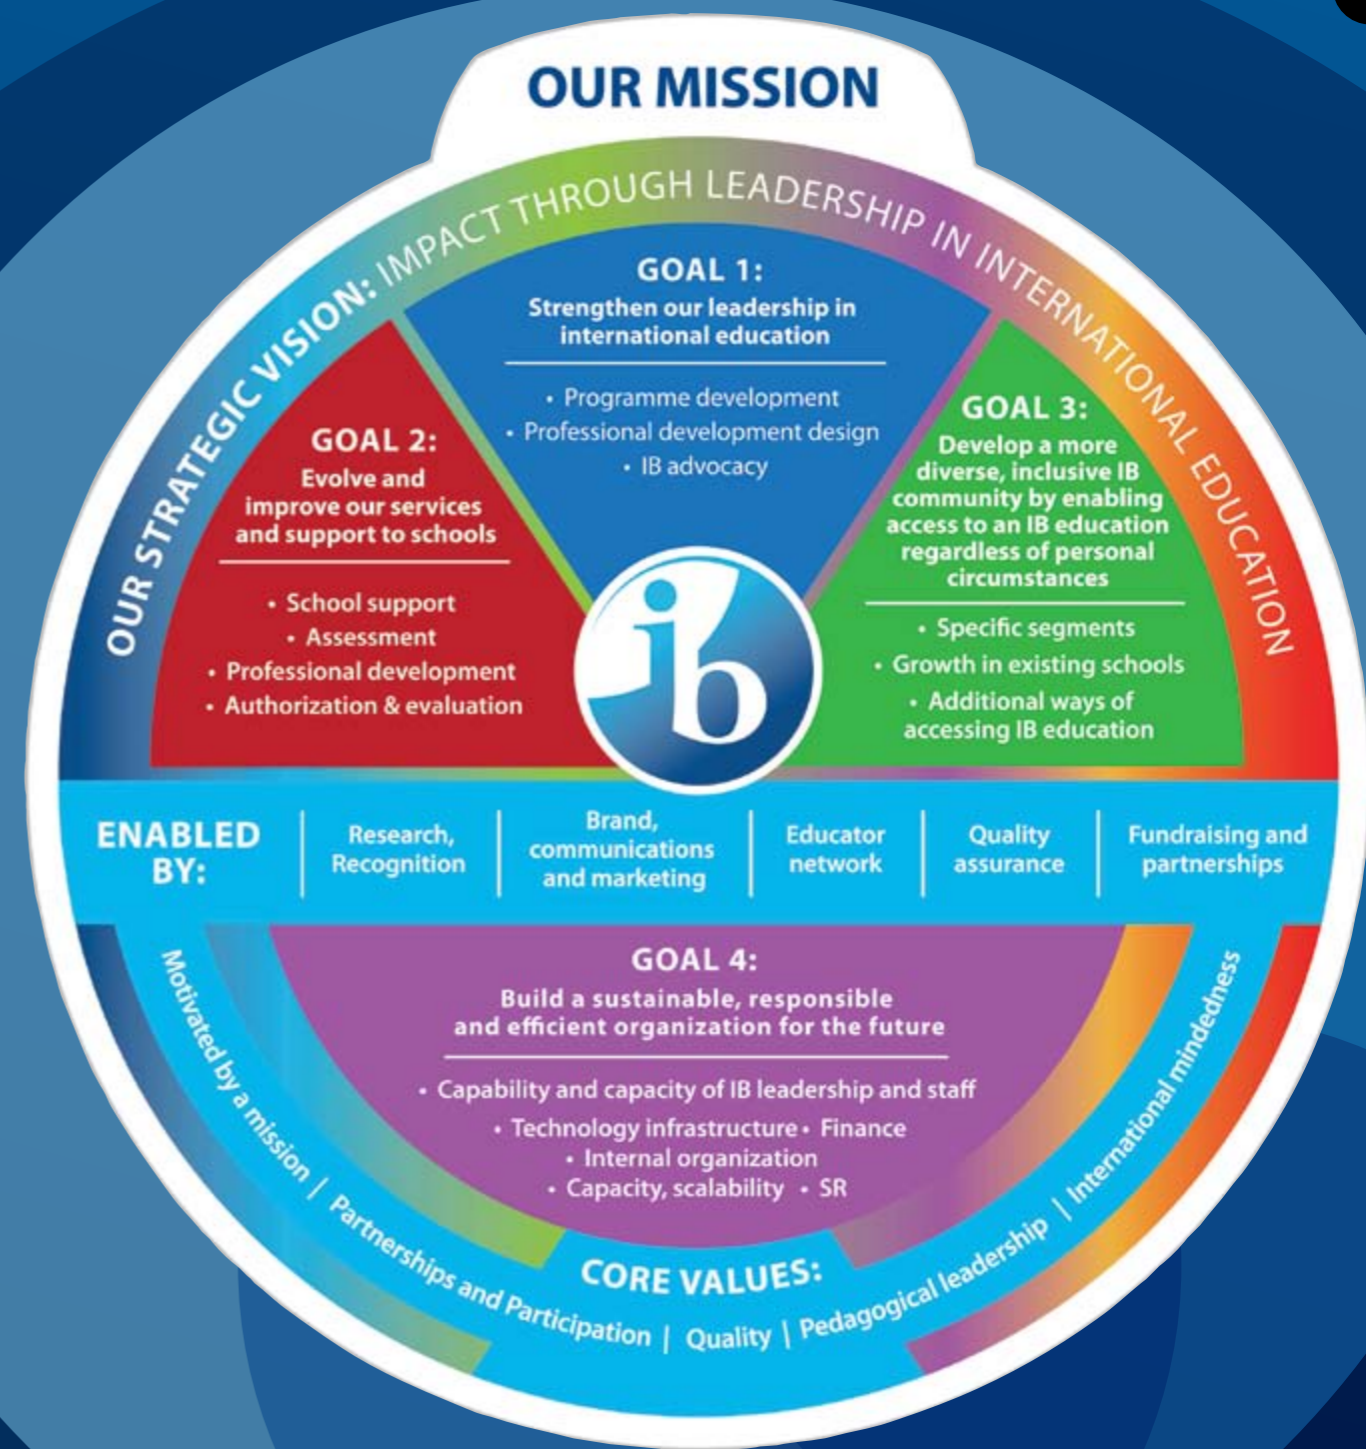 OUR MISSION
OUR STRATEGIC VISION: IMPACT THROUGH LEADERSHIP IN INTERNATIONAL EDUCATION
GOAL 1:
Strengthen our leadership in
international education
• Programme development
• Professional development design
• IB advocacy
GOAL 2:
Evolve and
improve our services
and support to schools
• School support
• Assessment
• Professional development
• Authorization & evaluation
GOAL 3:
Develop a more
diverse, inclusive IB
community by enabling
access to an IB education
regardless of personal
circumstances
• Specific segments
• Growth in existing schools
• Additional ways of
accessing IB education
ib
ENABLED
BY:
Research,
Recognition
Brand,
communications
and marketing
Educator
network
Quality
assurance
Fundraising and
partnerships
GOAL 4:
Build a sustainable, responsible
and efficient organization for the future
• Capability and capacity of IB leadership and staff
• Technology infrastructure • Finance
• Internal organization
• Capacity, scalability • SR
CORE VALUES:
Motivated by a mission | Partnerships and Participation | Quality | Pedagogical leadership | International mindedness